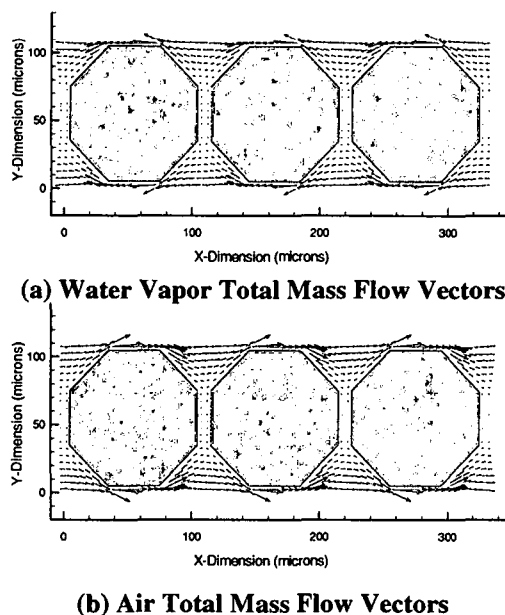 Y-Dimension (microns)
100
50
0
0
100
200
300
X-Dimension (microns)
(a) Water Vapor Total Mass Flow Vectors
Y-Dimension (microns)
100
50
0
0
100
200
300
X-Dimension (microns)
(b) Air Total Mass Flow Vectors